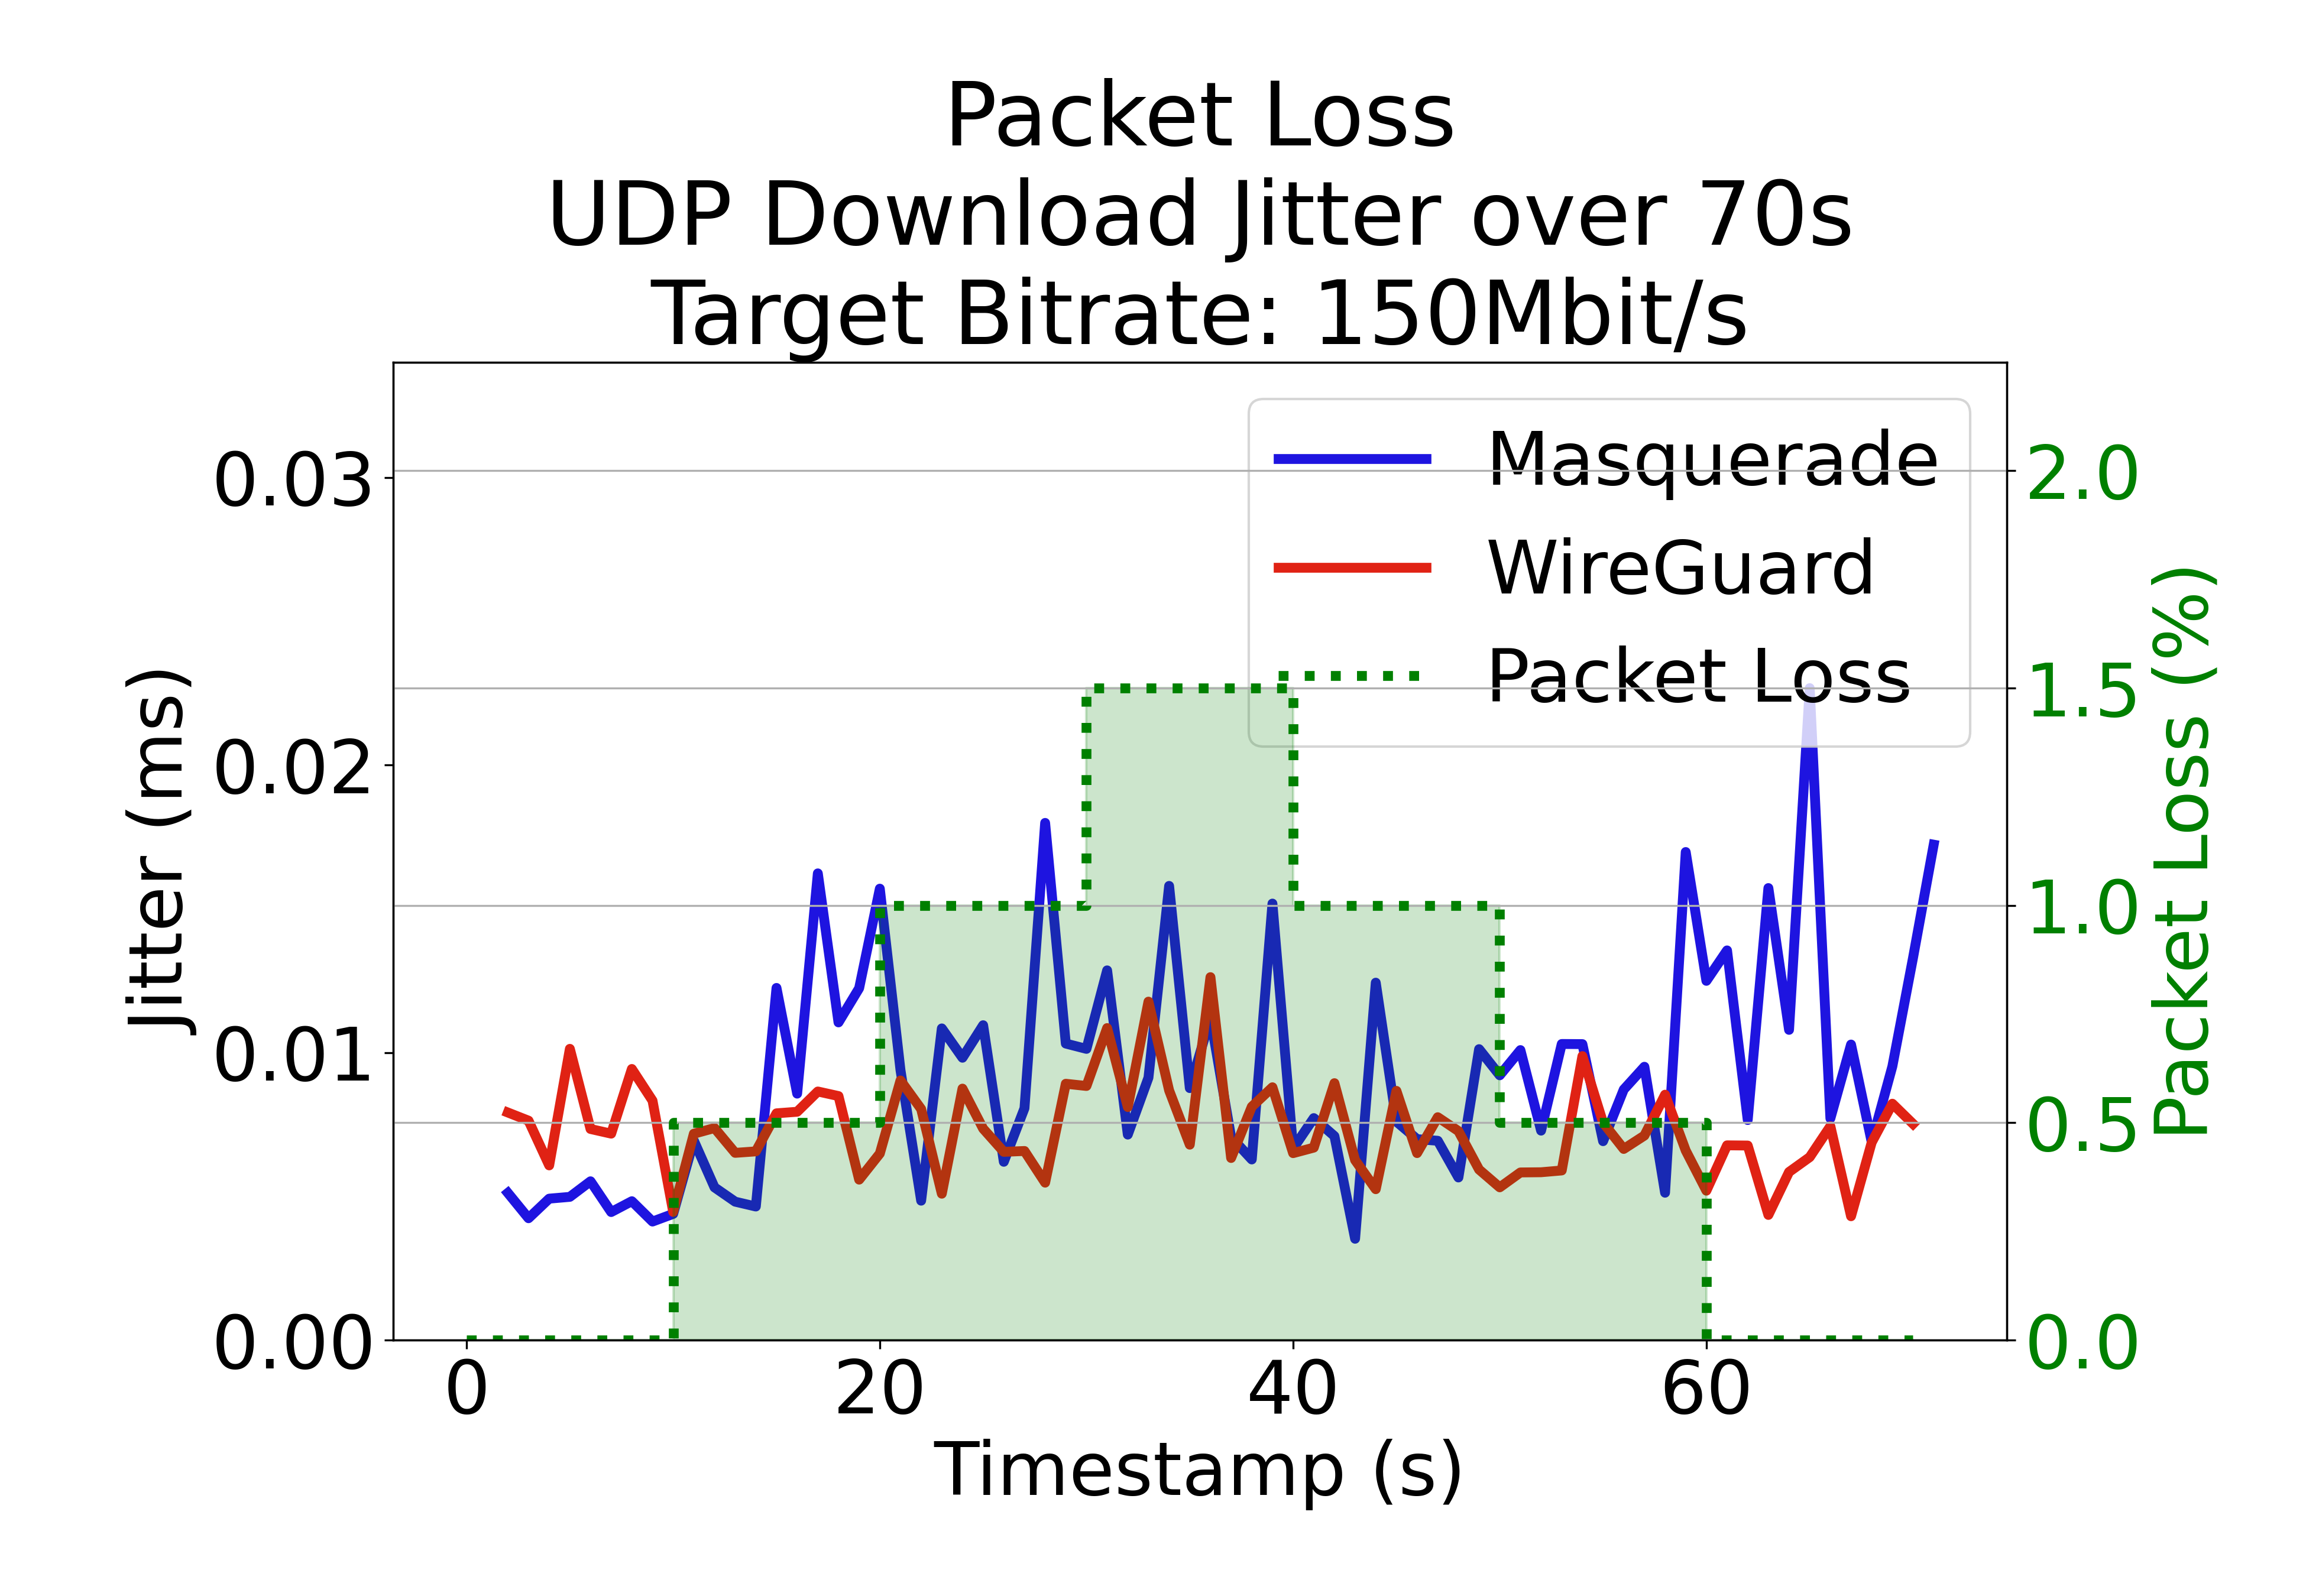 Packet Loss
UDP Download Jitter over 70s
Target Bitrate: 150Mbit/s
Masquerade
WireGuard
Packet Loss
Jitter (ms)
0.03
0.02
0.01
0.00
2.0
1.5
1.0
0.5
0.0
Packet Loss (%)
0
20
40
60
Timestamp (s)